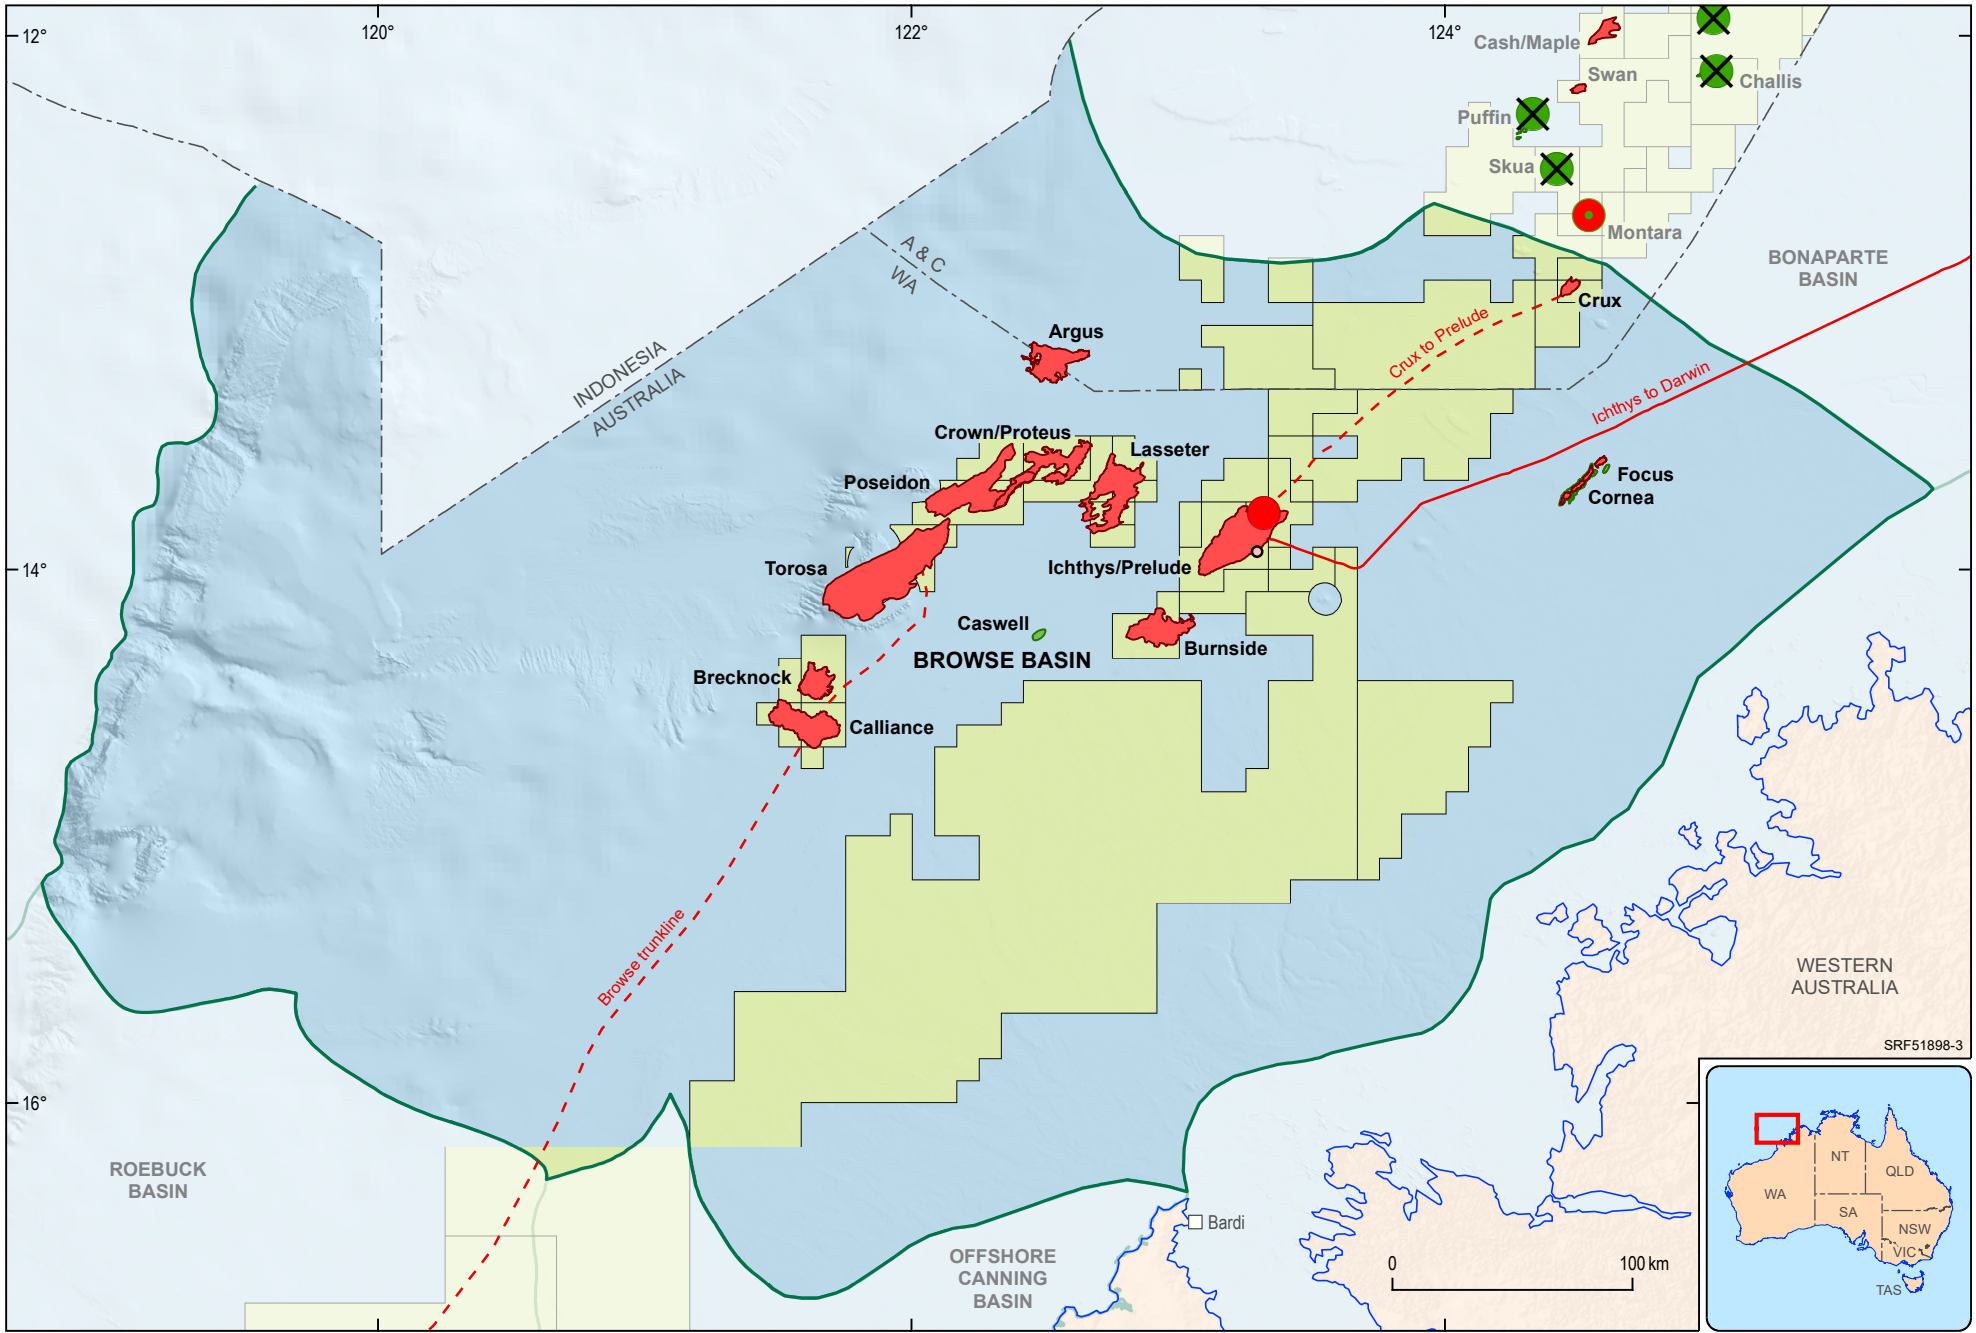 12°
120°
122°
124°
Cash/Maple
Swan
Challis
Puffin
Skua
Montara
BONAPARTE
BASIN
A & C
WA
Crux
Crux to Prelude
Argus
INDONESIA
AUSTRALIA
Ichthys to Darwin
Crown/Proteus
Lasseter
Poseidon
Focus
Cornea
14°
Torosa
Ichthys/Prelude
Caswell
Burnside
BROWSE BASIN
Brecknock
Calliance
Browse trunkline
WESTERN
AUSTRALIA
SRF51898-3
16°
ROEBUCK
BASIN
Bardi
OFFSHORE
CANNING
BASIN
0
100 km
NT
QLD
WA
SA
NSW
VIC
TAS